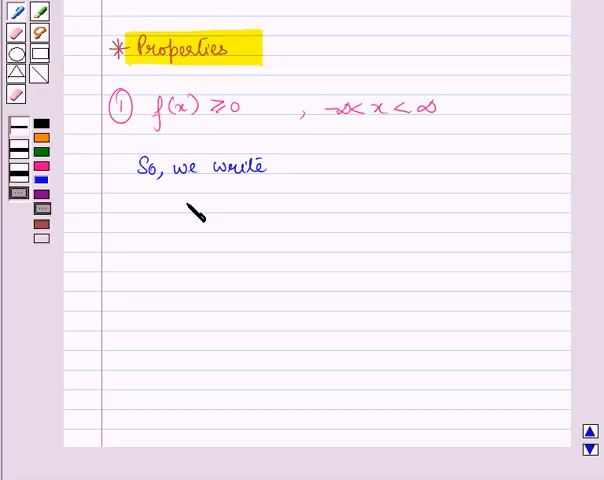 * Properties
① f(x) ≥ 0 , -∞ < x < ∞
So, we write